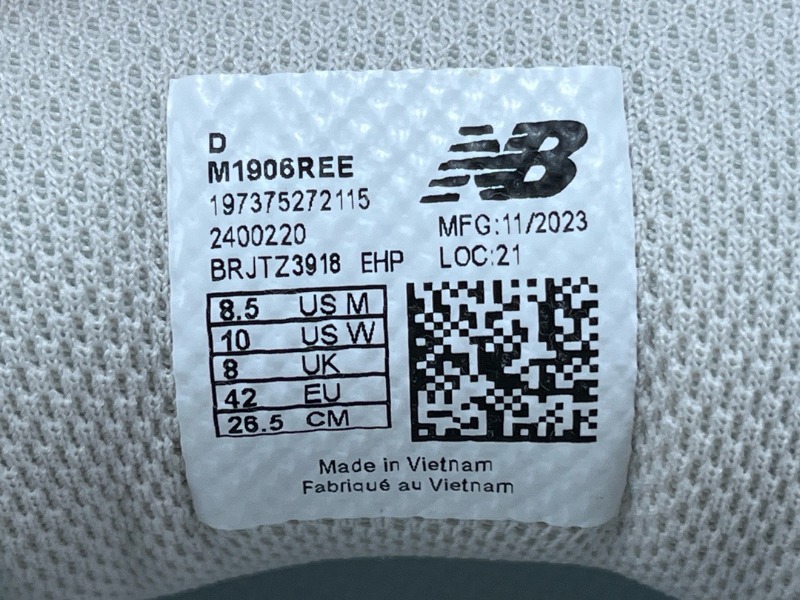 D
M1906REE
197375272115
2400220
BRJTZ3918 EHP
NB
MFG:11/2023
LOC:21
8.5 US M
10 US W
8 UK
42 EU
26.5 CM
Made in Vietnam
Fabriqué au Vietnam